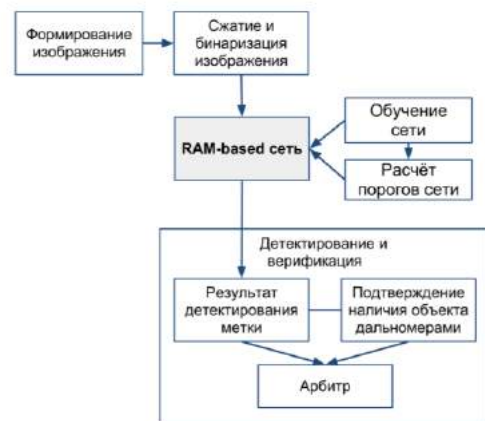 Формирование
изображения
Сжатие и
бинаризация
изображения
RAM-based сеть
Обучение
сети
Расчёт
порогов сети
Детектирование и
верификация
Результат
детектирования
метки
Подтверждение
наличия объекта
дальномерами
Арбитр